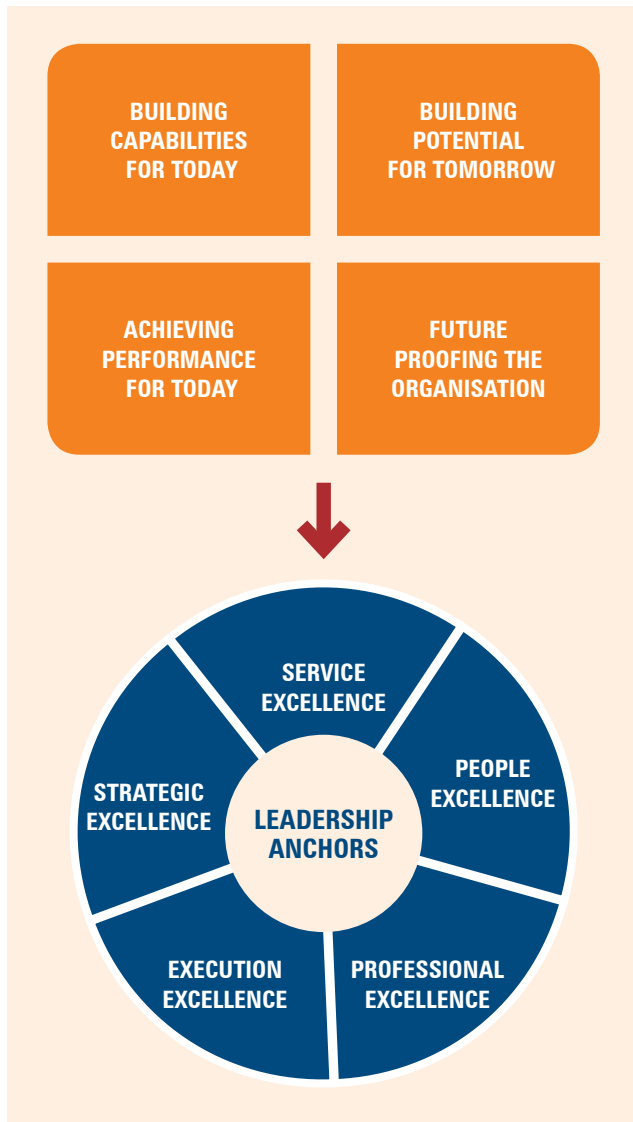 BUILDING
CAPABILITIES
FOR TODAY
BUILDING
POTENTIAL
FOR TOMORROW
ACHIEVING
PERFORMANCE
FOR TODAY
FUTURE
PROOFING THE
ORGANISATION
SERVICE
EXCELLENCE
PEOPLE
EXCELLENCE
STRATEGIC
EXCELLENCE
LEADERSHIP
ANCHORS
EXECUTION
EXCELLENCE
PROFESSIONAL
EXCELLENCE